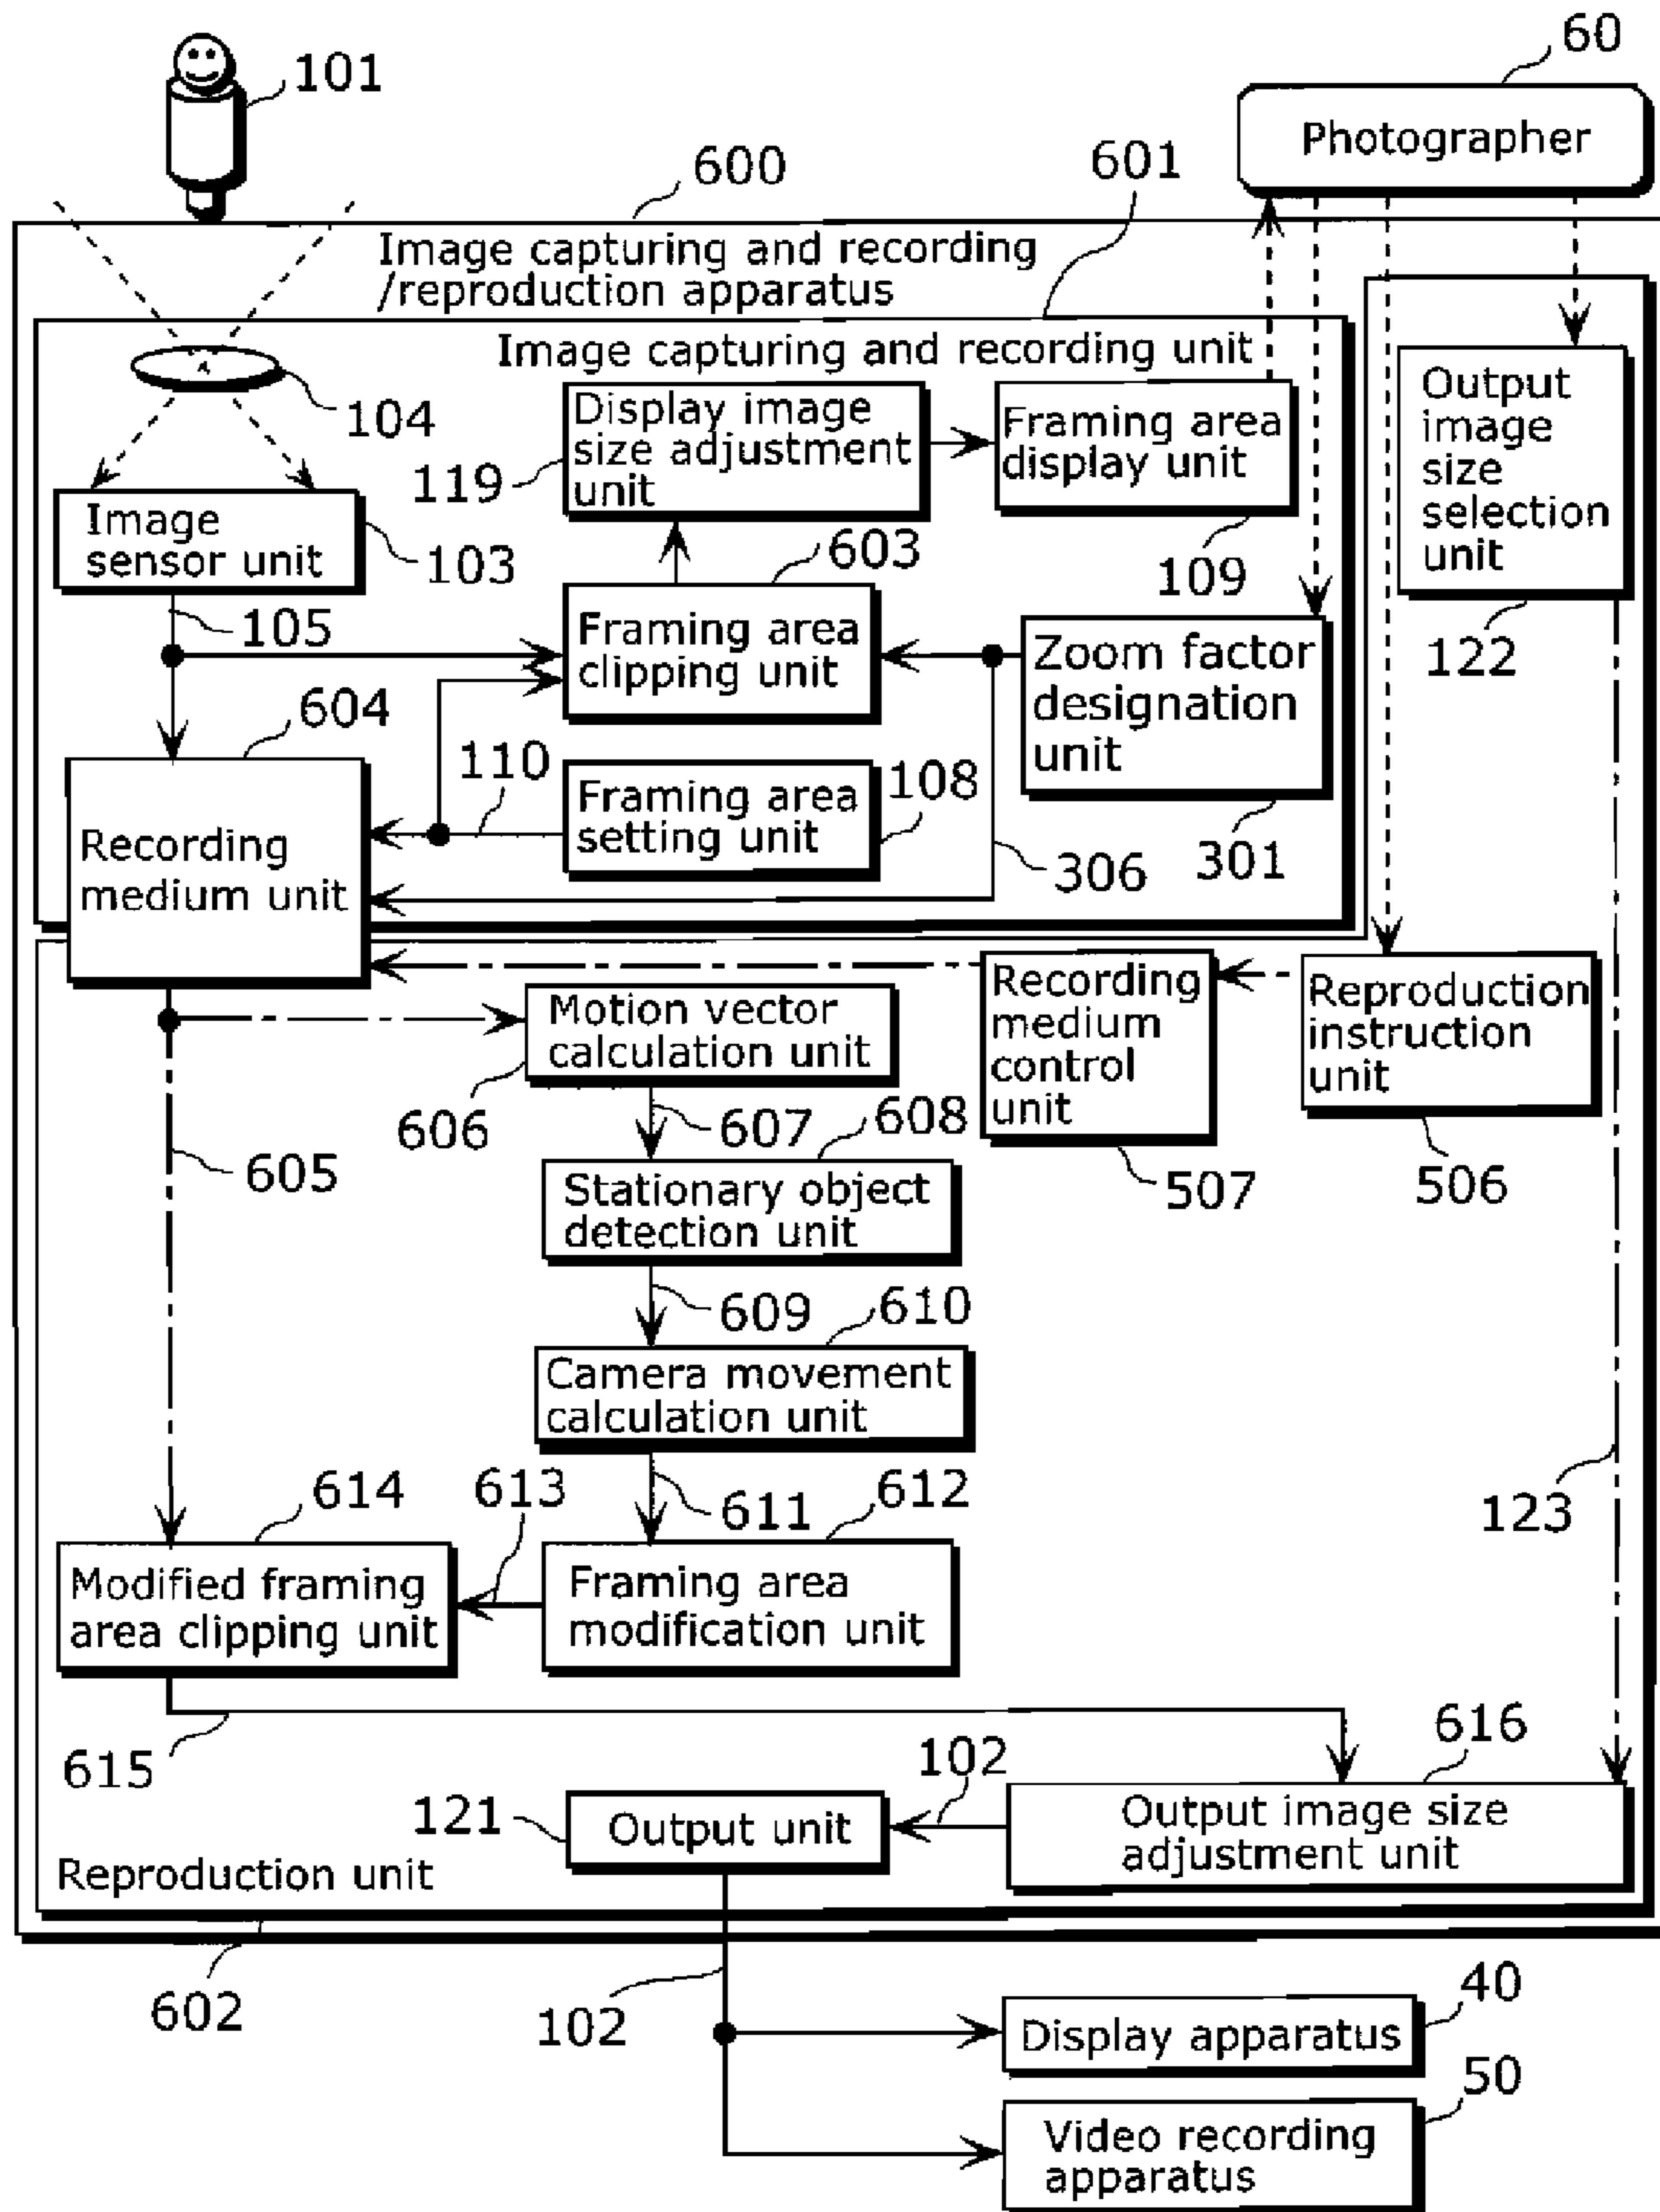 60
101
Photographer
600
601
Image capturing and recording
/reproduction apparatus
Image capturing and recording unit
104
Display image
size adjustment
unit
119
Framing area
display unit
109
Output
image
size
selection
unit
122
Image
sensor unit
103
105
603
Framing area
clipping unit
Zoom factor
designation
unit
301
604
110
Framing area
setting unit
108
306
Recording
medium unit
Motion vector
calculation unit
606
Recording
medium
control
unit
507
Reproduction
instruction
unit
506
605
607
608
Stationary object
detection unit
609
610
Camera movement
calculation unit
611
612
613
614
123
Modified framing
area clipping unit
Framing area
modification unit
615
616
102
121
Output unit
Output image size
adjustment unit
Reproduction unit
602
102
40
Display apparatus
50
Video recording
apparatus